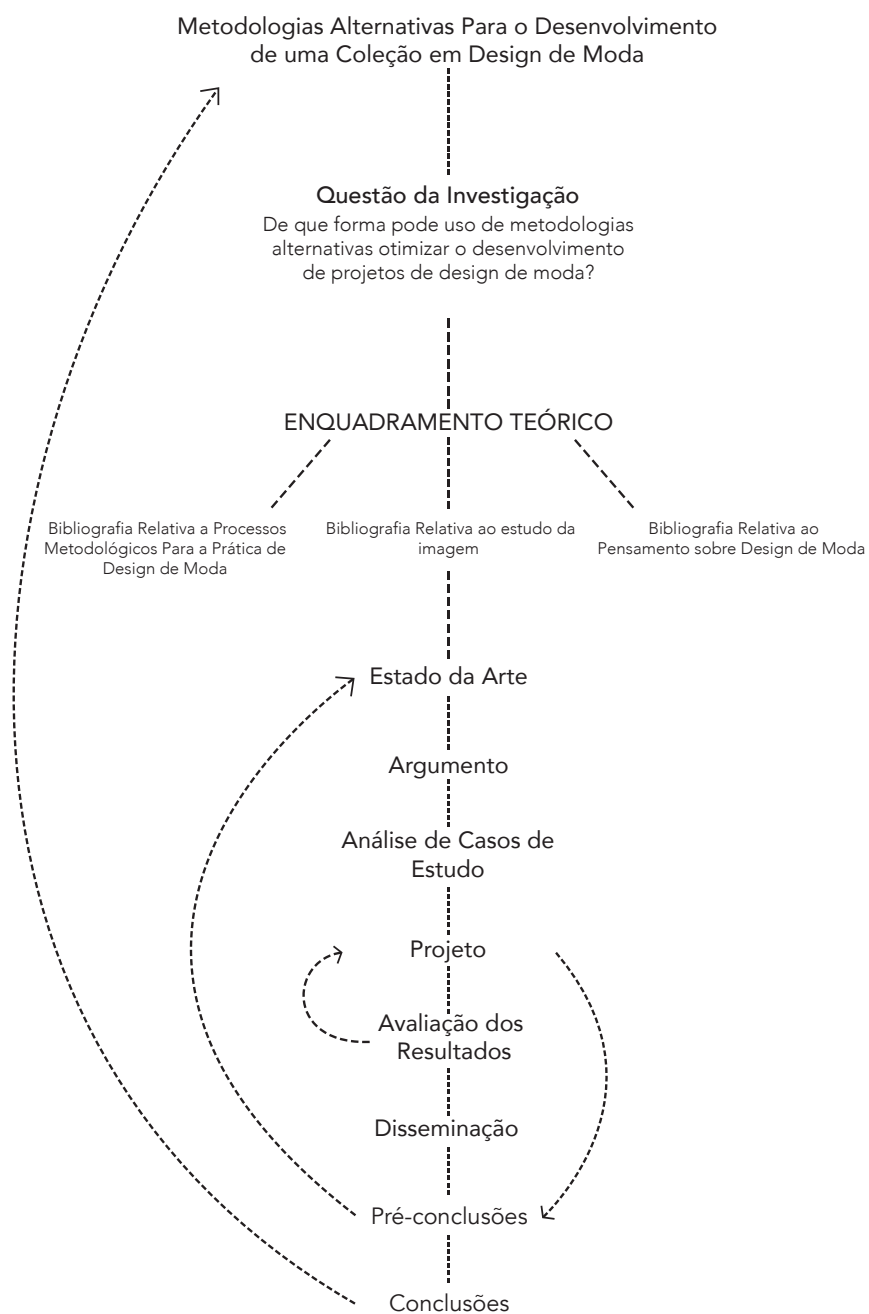 Metodologias Alternativas Para o Desenvolvimento
de uma Coleção em Design de Moda
Questão da Investigação
De que forma pode uso de metodologias
alternativas otimizar o desenvolvimento
de projetos de design de moda?
ENQUADRAMENTO TEÓRICO
Bibliografia Relativa a Processos
Metodológicos Para a Prática de
Design de Moda
Bibliografia Relativa ao estudo da
imagem
Bibliografia Relativa ao
Pensamento sobre Design de Moda
Estado da Arte
Argumento
Análise de Casos de
Estudo
Projeto
Avaliação dos
Resultados
Disseminação
Pré-conclusões
Conclusões